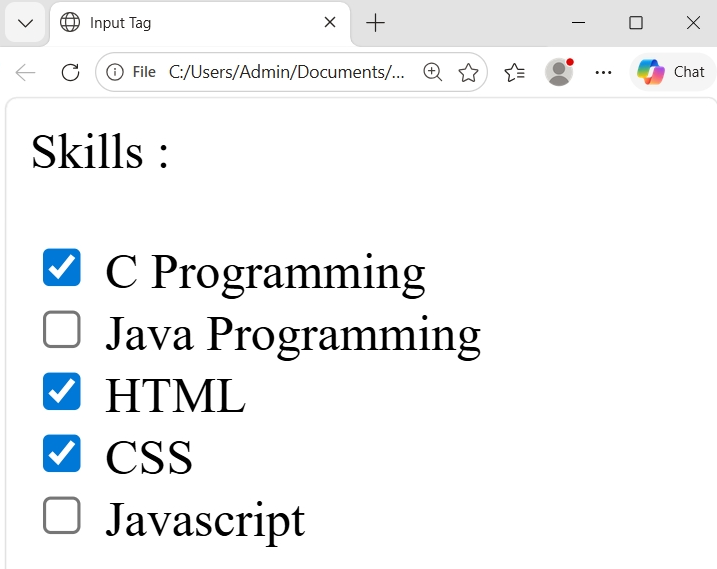 Input Tag
File C:/Users/Admin/Documents/...
Chat
Skills :
C Programming
Java Programming
HTML
CSS
Javascript